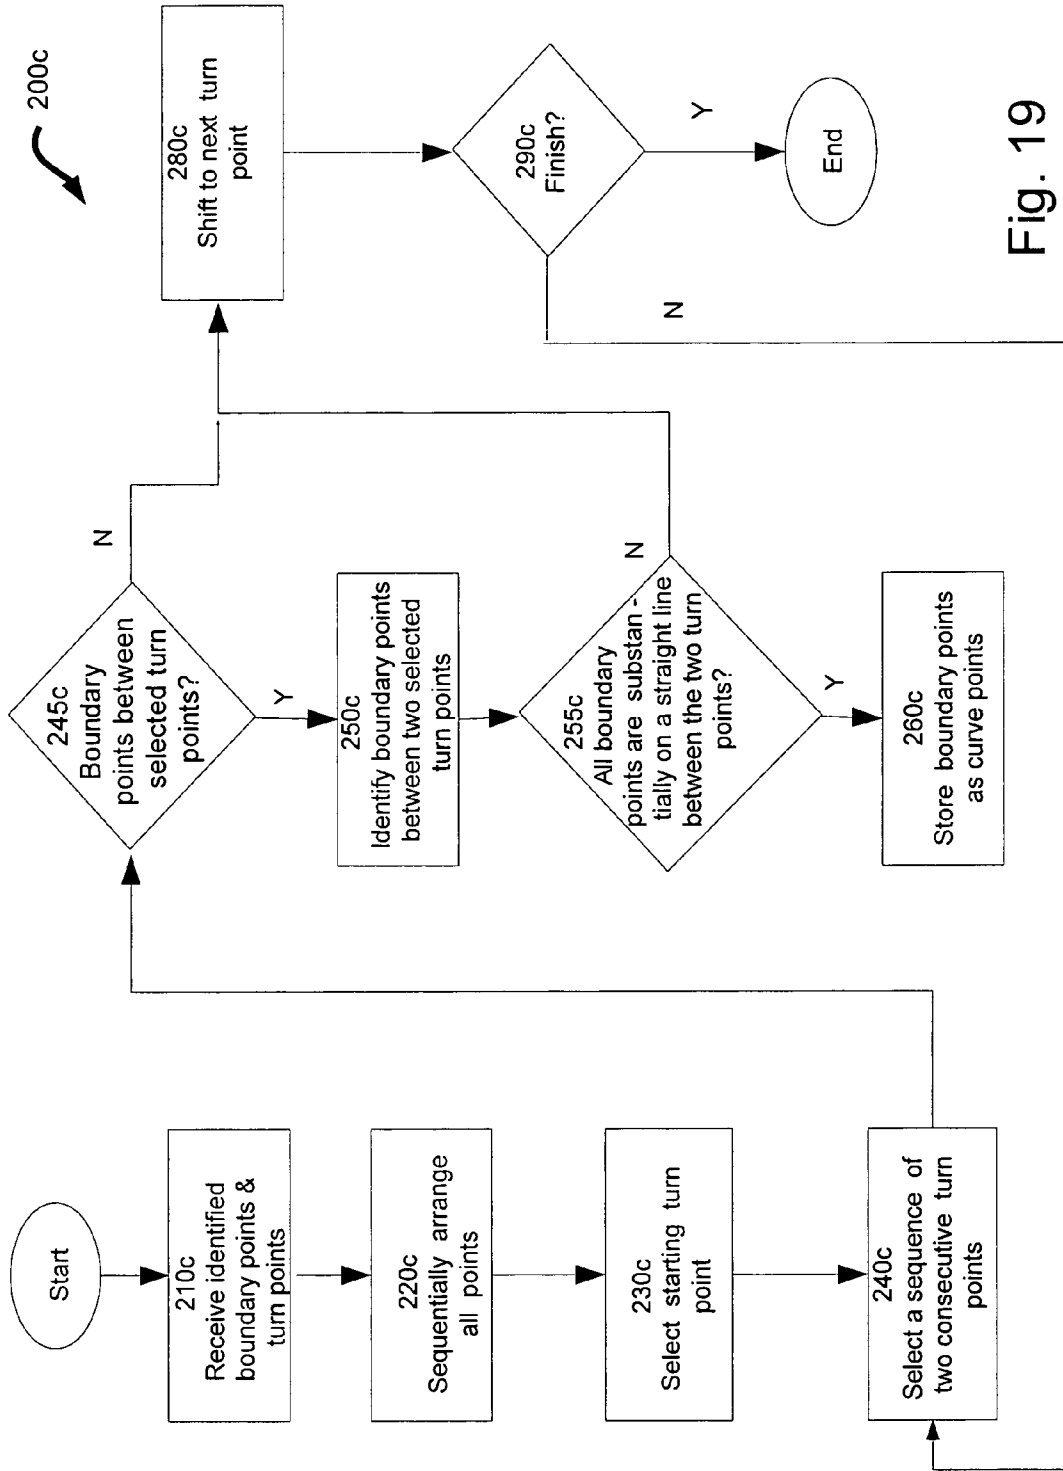 200c
Start
210c
Receive identified
boundary points &
turn points
220c
Sequentially arrange
all points
230c
Select starting turn
point
240c
Select a sequence of
two consecutive turn
points
245c
Boundary
points between
selected turn
points?
N
Y
250c
Identify boundary points
between two selected
turn points
255c
All boundary
points are substan -
tially on a straight line
between the two turn
points?
N
Y
260c
Store boundary points
as curve points
280c
Shift to next turn
point
290c
Finish?
N
Y
End
Fig. 19